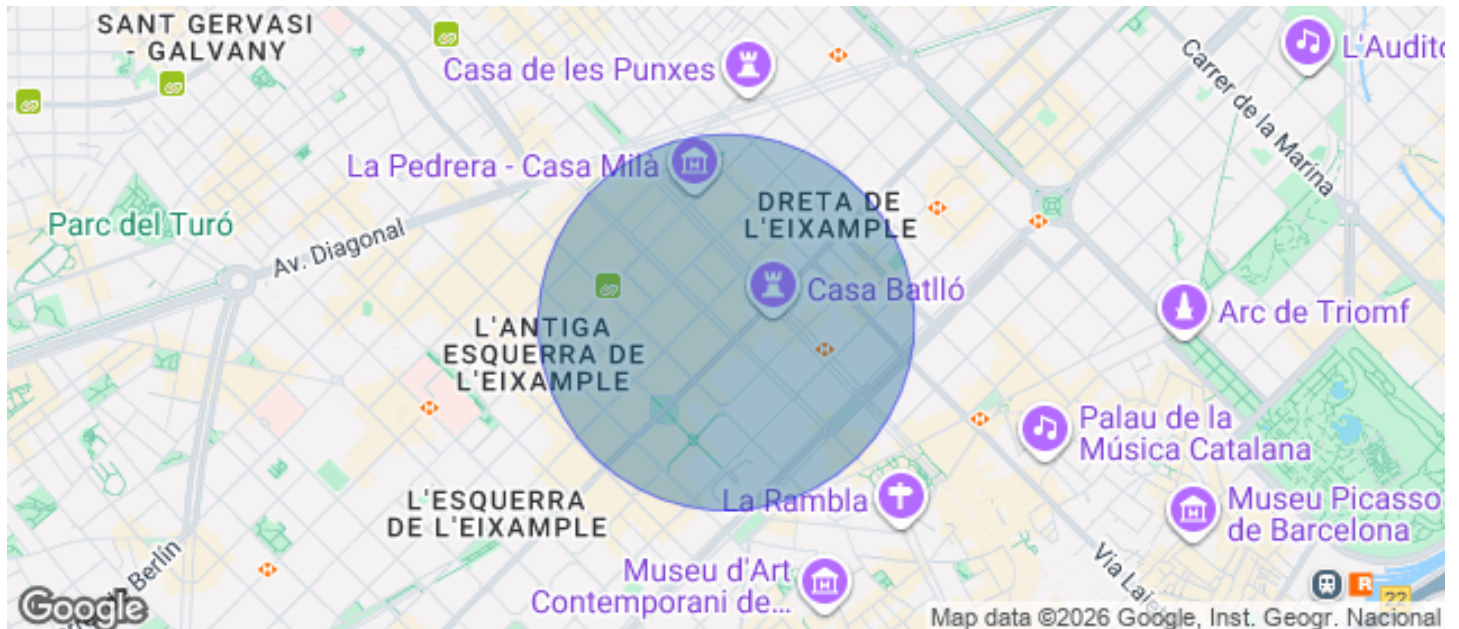 SANT GERVASI
- GALVANY
Casa de les Punxes
L'Audito
Carrer de la Marina
La Pedrera - Casa Milà
DRETA DE
L'EIXAMPLE
Parc del Turó
Av. Diagonal
Casa Batlló
Arc de Triomf
L'ANTIGA
ESQUERRA DE
L'EIXAMPLE
Palau de la
Música Catalana
L'ESQUERRA
DE L'EIXAMPLE
La Rambla
Museu Picasso
de Barcelona
Berlín
Via Laie
Museu d'Art
Contemporani de...
R
22
Google
Map data ©2026 Google, Inst. Geogr. Nacional